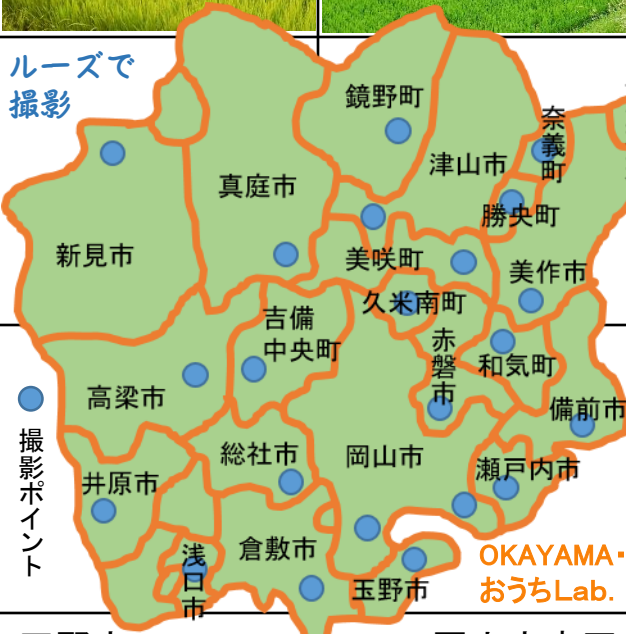 ルーズで
撮影
鏡野町
奈義町
津山市
真庭市
勝央町
新見市
美咲町
美作市
久米南町
吉備
中央町
赤磐市
和気町
高梁市
備前市
撮影ポイント
総社市
岡山市
瀬戸内市
井原市
浅口市
倉敷市
玉野市
OKAYAMA・
おうちLab.